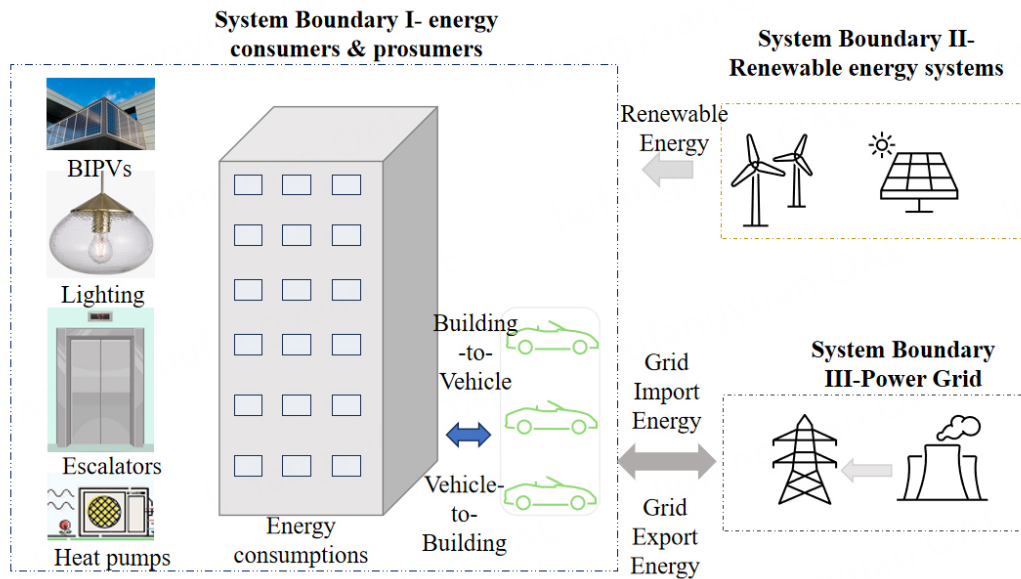 System Boundary I- energy
consumers & prosumers
BIPVs
Lighting
Escalators
Heat pumps
Energy
consumptions
Building
-to-
Vehicle
Vehicle-
to-
Building
System Boundary II-
Renewable energy systems
Renewable
Energy
Grid
Import
Energy
Grid
Export
Energy
System Boundary
III-Power Grid